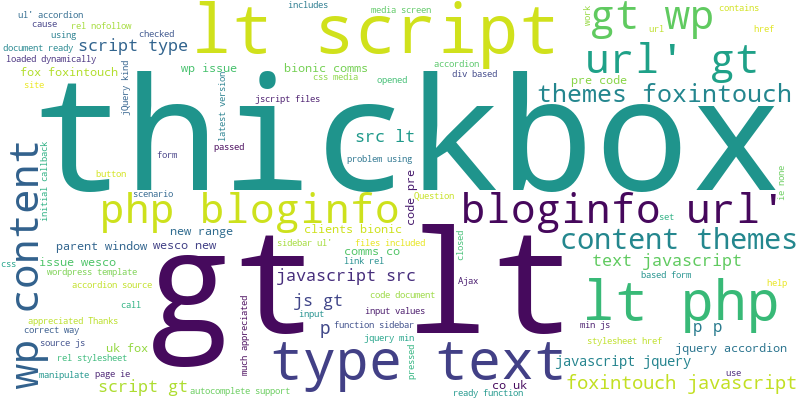 ul' accordion
rel nofollow
includes
media screen
contains
cause
using
checked
work
url
href
document ready
script type
lt script
gt wp
loaded dynamically
fox foxintouch
wp issue
bionic comms
accordion
url' gt
site
jQuery kind
css media
opened
div based
pre code
themes foxintouch
jscript files
latest version
thickbox
src lt
passed
problem using
form
initial callback
button
scenario
code pre
Question
ie none
php bloginfo
bloginfo url'
wp content
new range
clients bionic
set
content themes
parent window
wesco new
sidebar ul'
files included
comms co
closed
css
issue wesco
link rel
text javascript
wordpress template
accordion source
gt lt
javascript src
Ajax
based form
help
call
much appreciated
js gt
code document
lt php
input
input values
appreciated Thanks
correct way
p
function sidebar
min js
p p
source js
uk fox
jquery min
stylesheet href
jquery accordion
rel stylesheet
type text
pressed
javascript jquery
manipulate
page ie
script gt
autocomplete support
co uk
ready function
use
foxintouch javascript